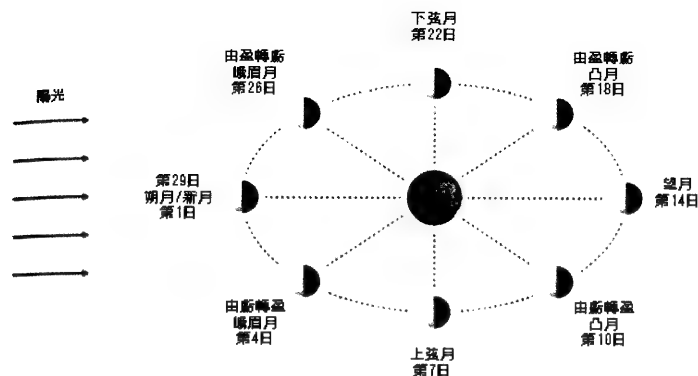 下弦月
第22日
由盈轉虧
峨眉月
第26日
由盈轉虧
凸月
第18日
陽光
第29日
朔月/新月
第1日
望月
第14日
由虧轉盈
峨眉月
第4日
上弦月
第7日
由虧轉盈
凸月
第10日